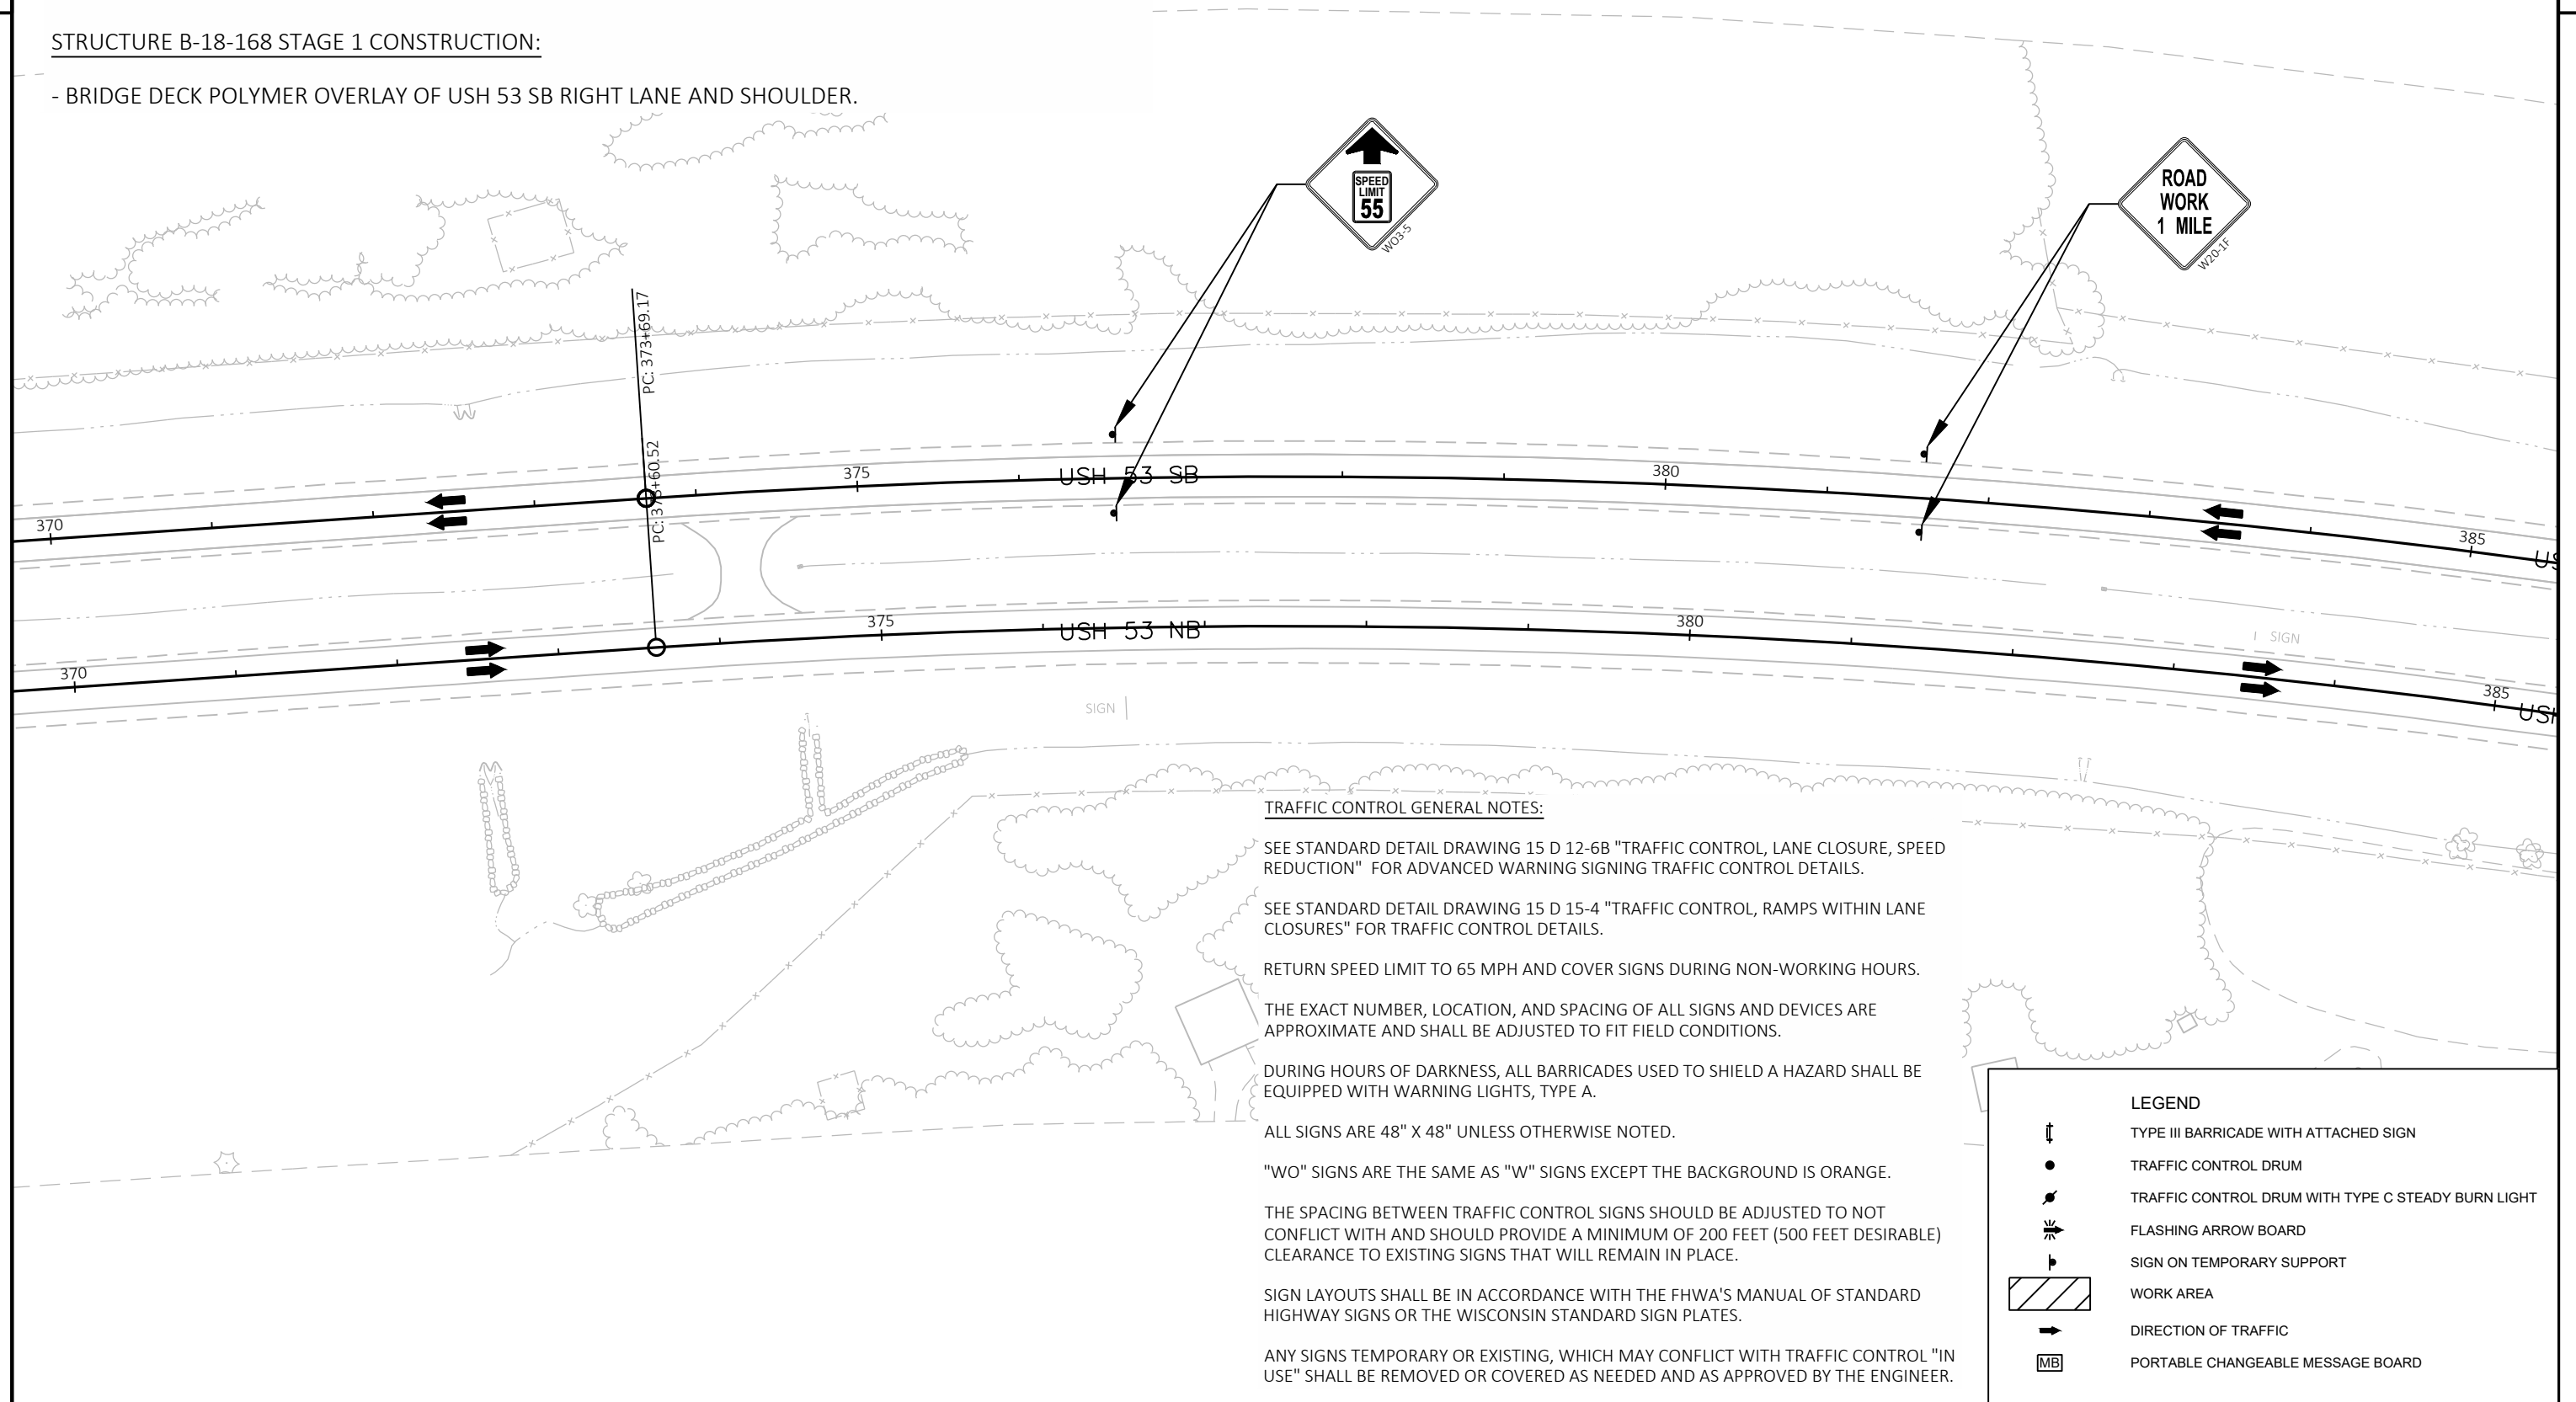 STRUCTURE B-18-168 STAGE 1 CONSTRUCTION:
- BRIDGE DECK POLYMER OVERLAY OF USH 53 SB RIGHT LANE AND SHOULDER.
SPEED
LIMIT
55
WO3-5
ROAD
WORK
1 MILE
W20-1F
PC: 373+69.17
PC: 373+60.52
370
375
USH 53 SB
380
385
370
375
USH 53 NB
380
385
SIGN
SIGN
TRAFFIC CONTROL GENERAL NOTES:
SEE STANDARD DETAIL DRAWING 15 D 12-6B "TRAFFIC CONTROL, LANE CLOSURE, SPEED
REDUCTION" FOR ADVANCED WARNING SIGNING TRAFFIC CONTROL DETAILS.
SEE STANDARD DETAIL DRAWING 15 D 15-4 "TRAFFIC CONTROL, RAMPS WITHIN LANE
CLOSURES" FOR TRAFFIC CONTROL DETAILS.
RETURN SPEED LIMIT TO 65 MPH AND COVER SIGNS DURING NON-WORKING HOURS.
THE EXACT NUMBER, LOCATION, AND SPACING OF ALL SIGNS AND DEVICES ARE
APPROXIMATE AND SHALL BE ADJUSTED TO FIT FIELD CONDITIONS.
DURING HOURS OF DARKNESS, ALL BARRICADES USED TO SHIELD A HAZARD SHALL BE
EQUIPPED WITH WARNING LIGHTS, TYPE A.
ALL SIGNS ARE 48" X 48" UNLESS OTHERWISE NOTED.
"WO" SIGNS ARE THE SAME AS "W" SIGNS EXCEPT THE BACKGROUND IS ORANGE.
THE SPACING BETWEEN TRAFFIC CONTROL SIGNS SHOULD BE ADJUSTED TO NOT
CONFLICT WITH AND SHOULD PROVIDE A MINIMUM OF 200 FEET (500 FEET DESIRABLE)
CLEARANCE TO EXISTING SIGNS THAT WILL REMAIN IN PLACE.
SIGN LAYOUTS SHALL BE IN ACCORDANCE WITH THE FHWA'S MANUAL OF STANDARD
HIGHWAY SIGNS OR THE WISCONSIN STANDARD SIGN PLATES.
ANY SIGNS TEMPORARY OR EXISTING, WHICH MAY CONFLICT WITH TRAFFIC CONTROL "IN
USE" SHALL BE REMOVED OR COVERED AS NEEDED AND AS APPROVED BY THE ENGINEER.
LEGEND
TYPE III BARRICADE WITH ATTACHED SIGN
TRAFFIC CONTROL DRUM
TRAFFIC CONTROL DRUM WITH TYPE C STEADY BURN LIGHT
FLASHING ARROW BOARD
SIGN ON TEMPORARY SUPPORT
WORK AREA
DIRECTION OF TRAFFIC
MB PORTABLE CHANGEABLE MESSAGE BOARD